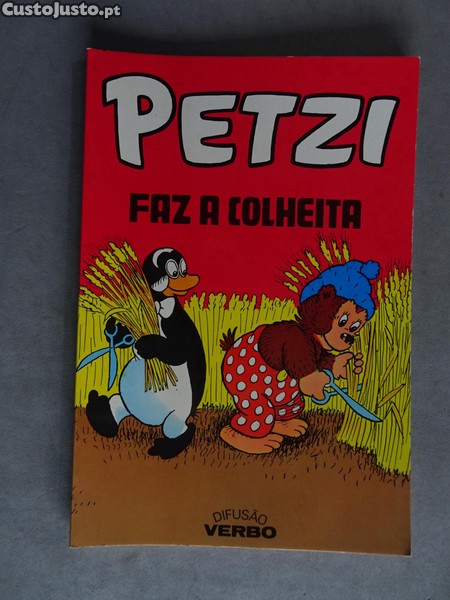 CustoJusto.pt
PETZI
FAZ A COLHEITA
DIFUSÃO
VERBO